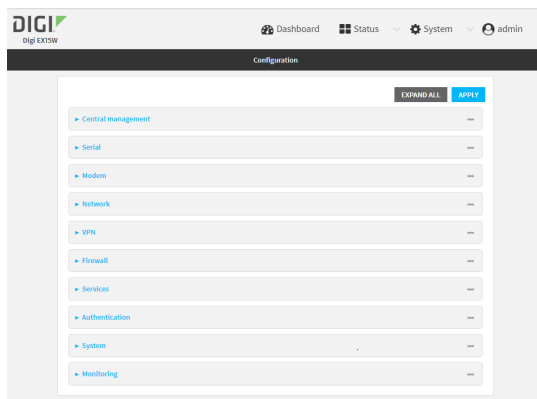 DIGI
Digi EX15W
Dashboard Status System admin
Configuration
EXPAND ALL APPLY
► Central management
► Serial
► Modem
► Network
► VPN
► Firewall
► Services
► Authentication
► System
► Monitoring